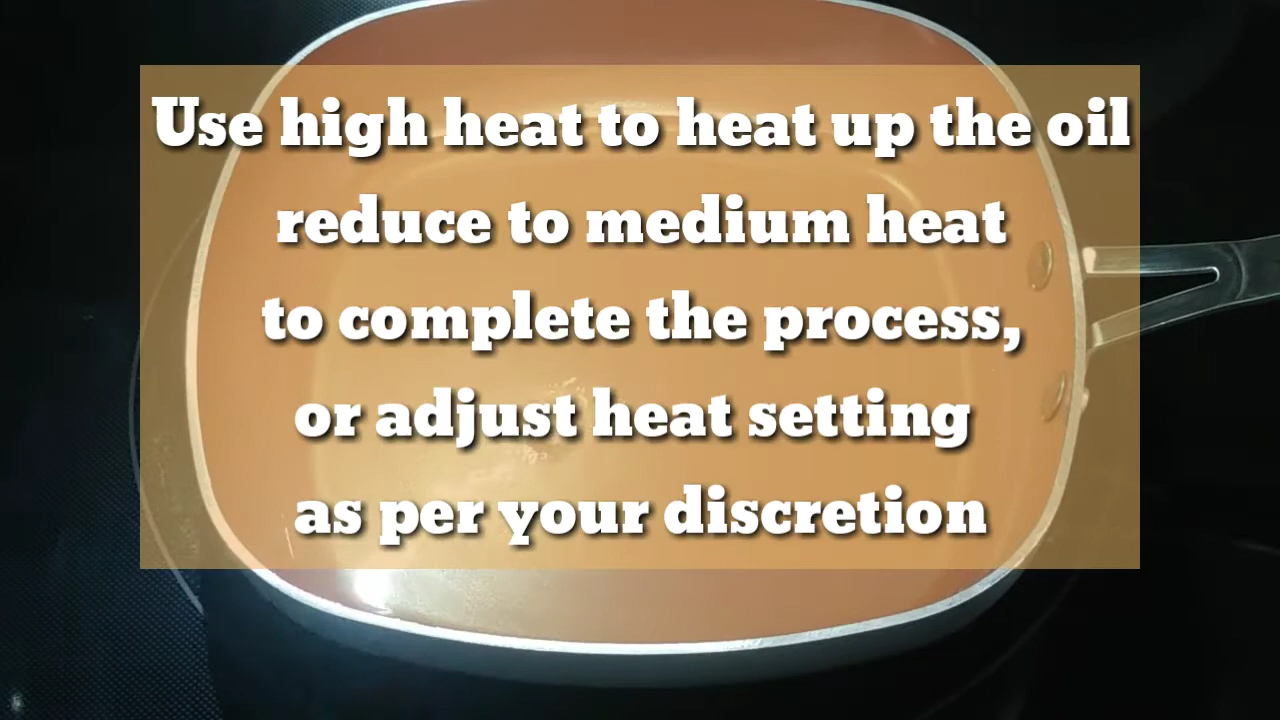 Use high heat to heat up the oil
reduce to medium heat
to complete the process,
or adjust heat setting
as per your discretion